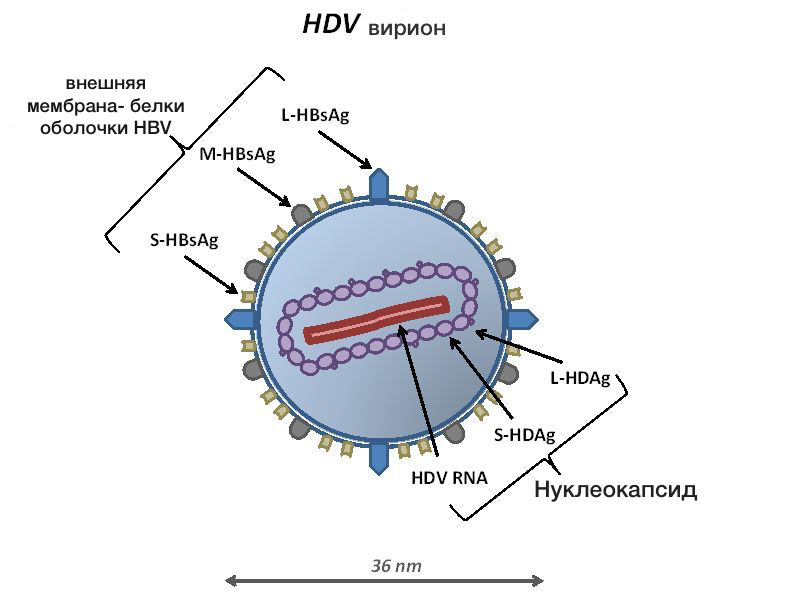 HDV вирион
внешняя
мембрана- белки
оболочки HBV
L-HBsAg
M-HBsAg
S-HBsAg
L-HDAg
S-HDAg
HDV RNA
Нуклеокапсид
36 nm